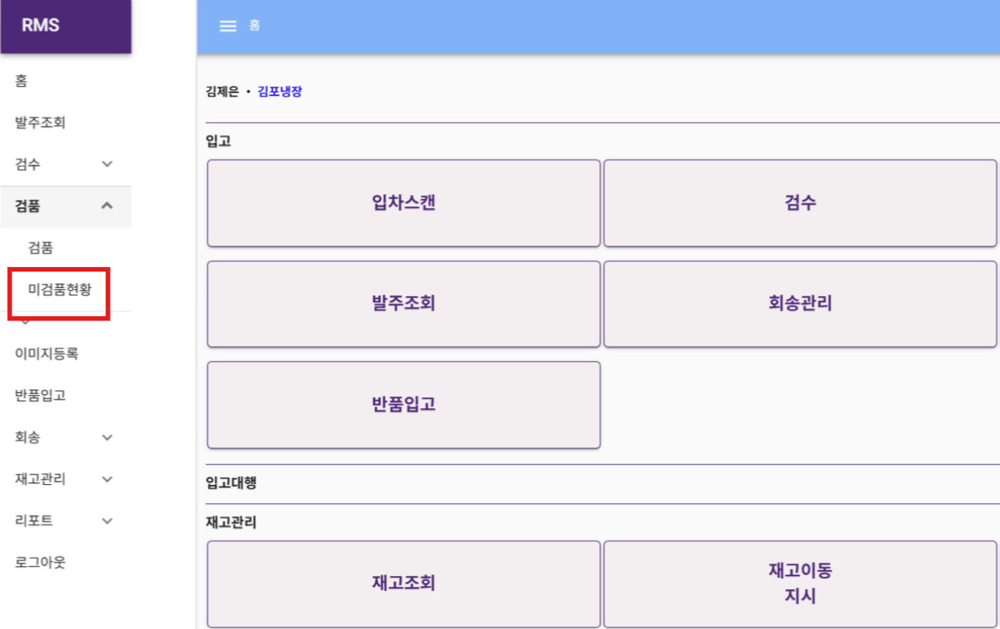 RMS
홈
발주조회
검수
검품
검품
미검품현황
이미지등록
반품입고
회송
재고관리
리포트
로그아웃
홈
김제은 • 김포냉장
입고
입차스캔
검수
발주조회
회송관리
반품입고
입고대행
재고관리
재고조회
재고이동
지시